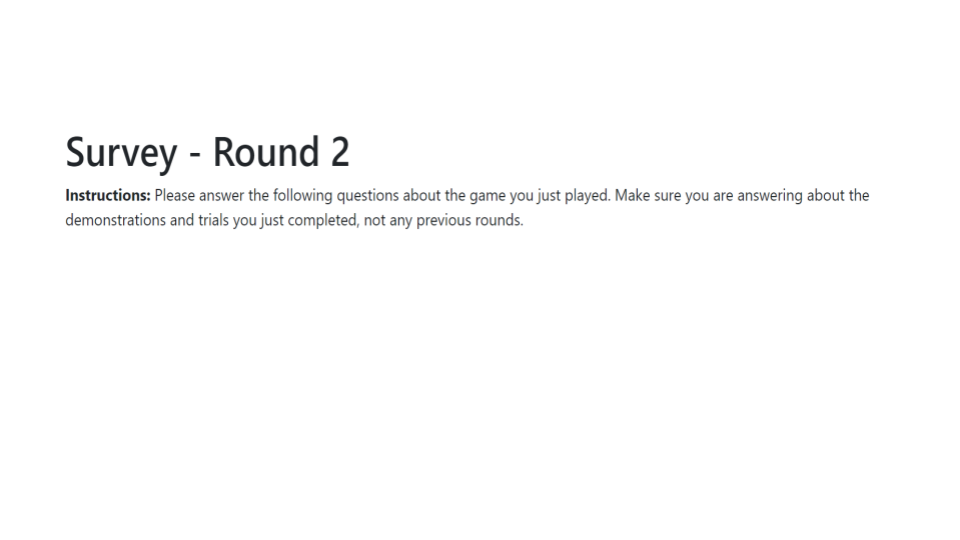 Survey - Round 2
Instructions: Please answer the following questions about the game you just played. Make sure you are answering about the
demonstrations and trials you just completed, not any previous rounds.